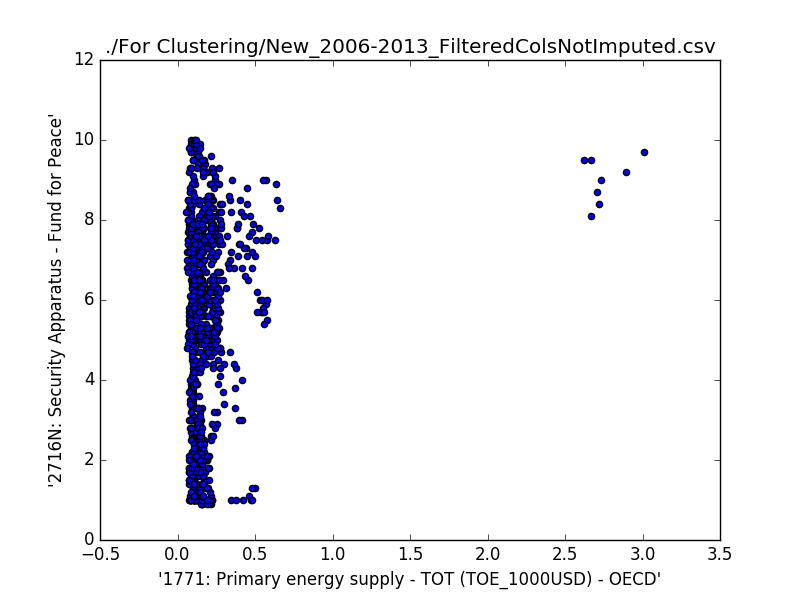 ./For Clustering/New_2006-2013_FilteredColsNotImputed.csv
12
10
8
6
4
2
0
'2716N: Security Apparatus - Fund for Peace'
−0.5 0.0 0.5 1.0 1.5 2.0 2.5 3.0 3.5
'1771: Primary energy supply - TOT (TOE_1000USD) - OECD'